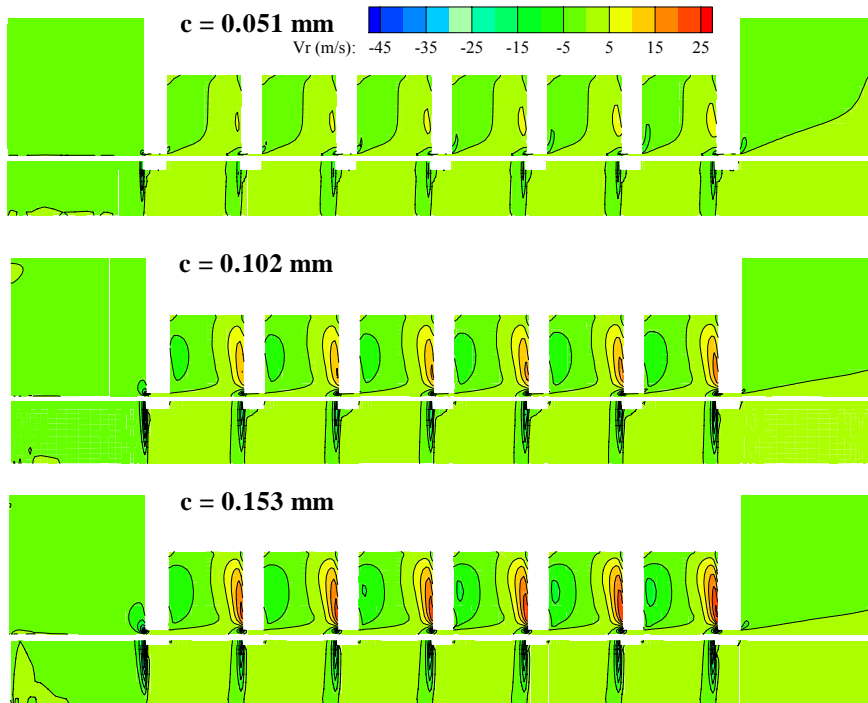 c = 0.051 mm
Vr (m/s): -45 -35 -25 -15 -5 5 15 25
c = 0.102 mm
c = 0.153 mm